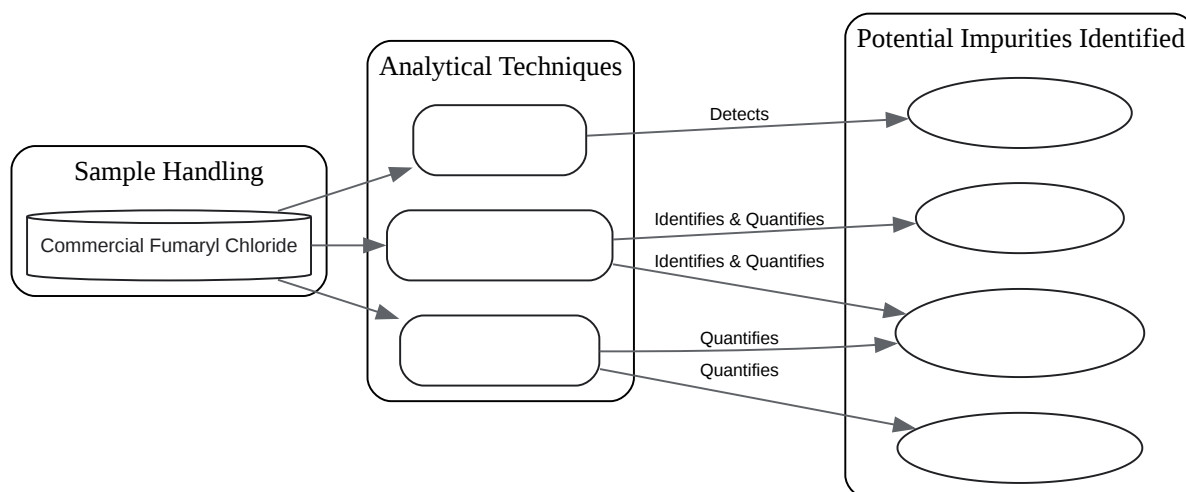 Sample Handling
Commercial Fumaryl Chloride
Analytical Techniques
Detects
Identifies & Quantifies
Identifies & Quantifies
Quantifies
Quantifies
Potential Impurities Identified